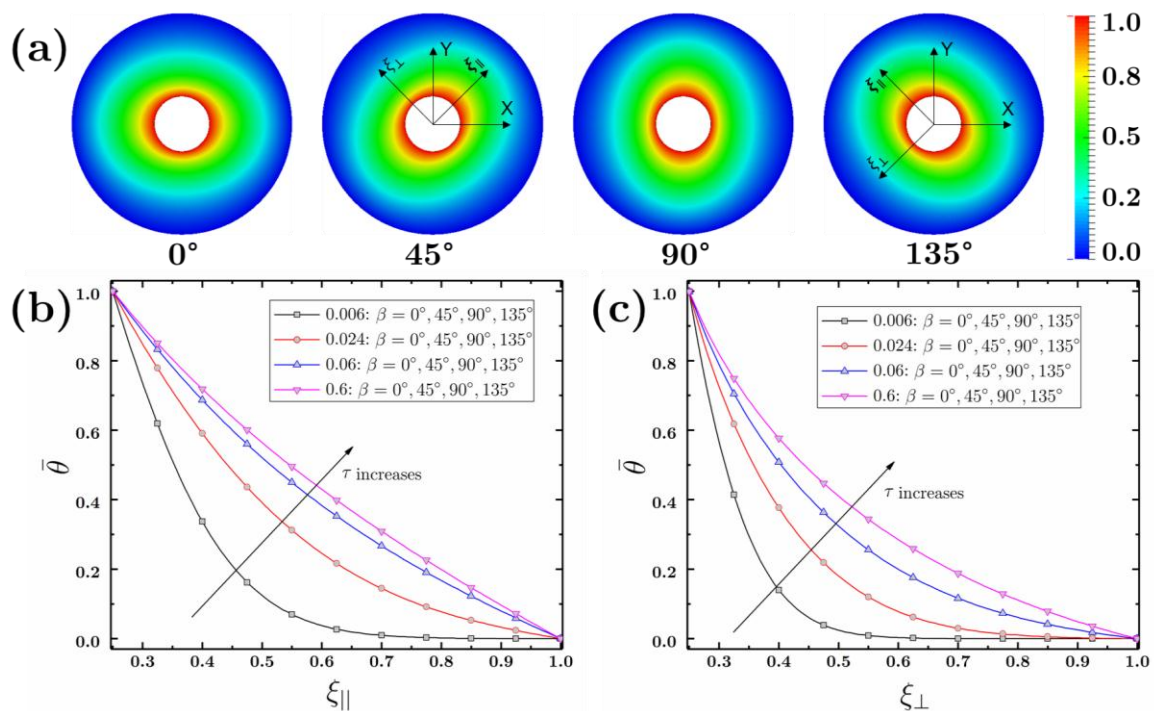 (a)
Y
ξ⊥
ξ||
X
Y
ξ||
X
ξ⊥
1.0
0.8
0.5
0.2
0.0
0°
45°
90°
135°
(b)
1.0
0.8
0.6
0.4
0.2
0.0
θ̄
0.006: β = 0°, 45°, 90°, 135°
0.024: β = 0°, 45°, 90°, 135°
0.06: β = 0°, 45°, 90°, 135°
0.6: β = 0°, 45°, 90°, 135°
τ increases
0.3 0.4 0.5 0.6 0.7 0.8 0.9 1.0
ξ||
(c)
1.0
0.8
0.6
0.4
0.2
0.0
θ̄
0.006: β = 0°, 45°, 90°, 135°
0.024: β = 0°, 45°, 90°, 135°
0.06: β = 0°, 45°, 90°, 135°
0.6: β = 0°, 45°, 90°, 135°
τ increases
0.3 0.4 0.5 0.6 0.7 0.8 0.9 1.0
ξ⊥